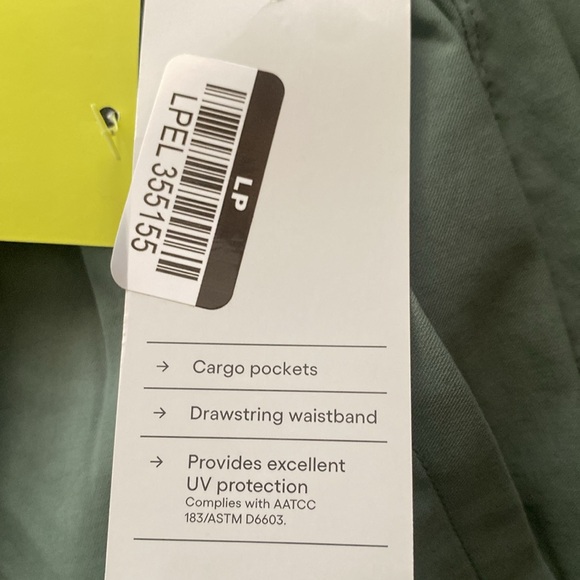 LP
LPEL 355155
→ Cargo pockets
→ Drawstring waistband
→ Provides excellent
UV protection
Complies with AATCC
183/ASTM D6603.